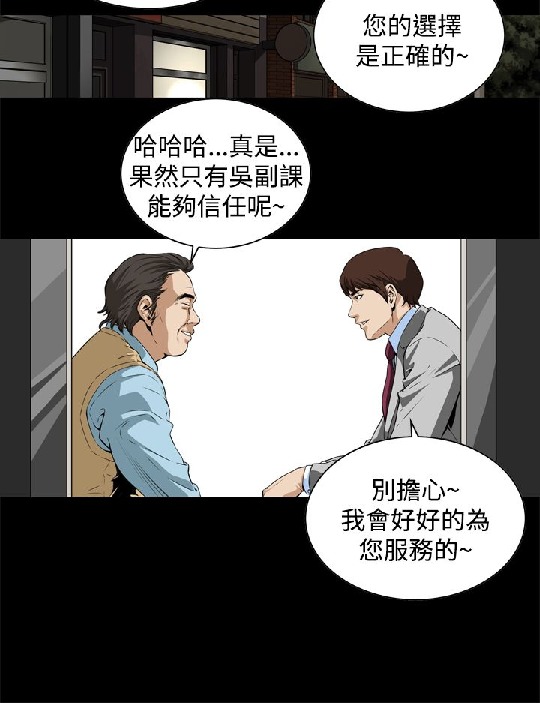 您的選擇
是正確的~
哈哈哈...真是...
果然只有吳副課
能夠信任呢~
別擔心~
我會好好的為
您服務的~